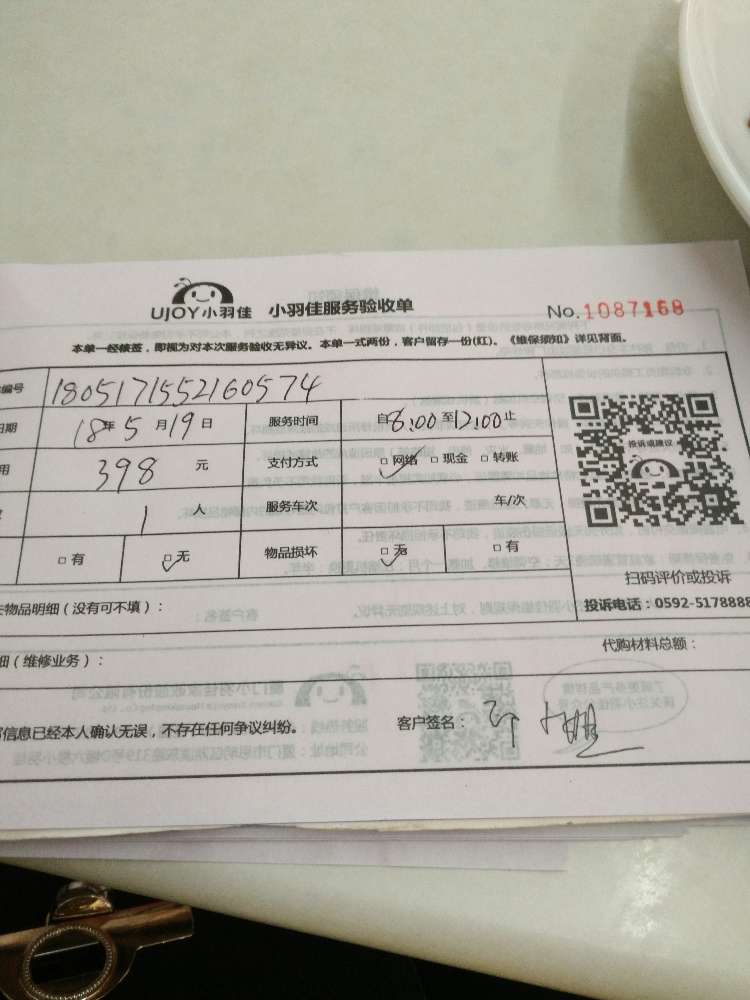 UJOY小羽佳 小羽佳服务验收单 No.1087168
本单一经核签，即视为对本次服务验收无异议。本单一式两份，客户留存一份(红)。《维保须知》详见背面。
编号 1805171552160574
日期 18年5月19日 服务时间 自8:00至12:00止
用 398 元 支付方式 □网络 □现金 □转账
1 人 服务车次 车/次
□有 □无 物品损坏 □无 □有
投诉或建议
扫码评价或投诉
投诉电话：0592-5178888
物品明细（没有可不填）：
细（维修业务）： 代购材料总额：
信息已经本人确认无误，不存在任何争议纠纷。 客户签名：